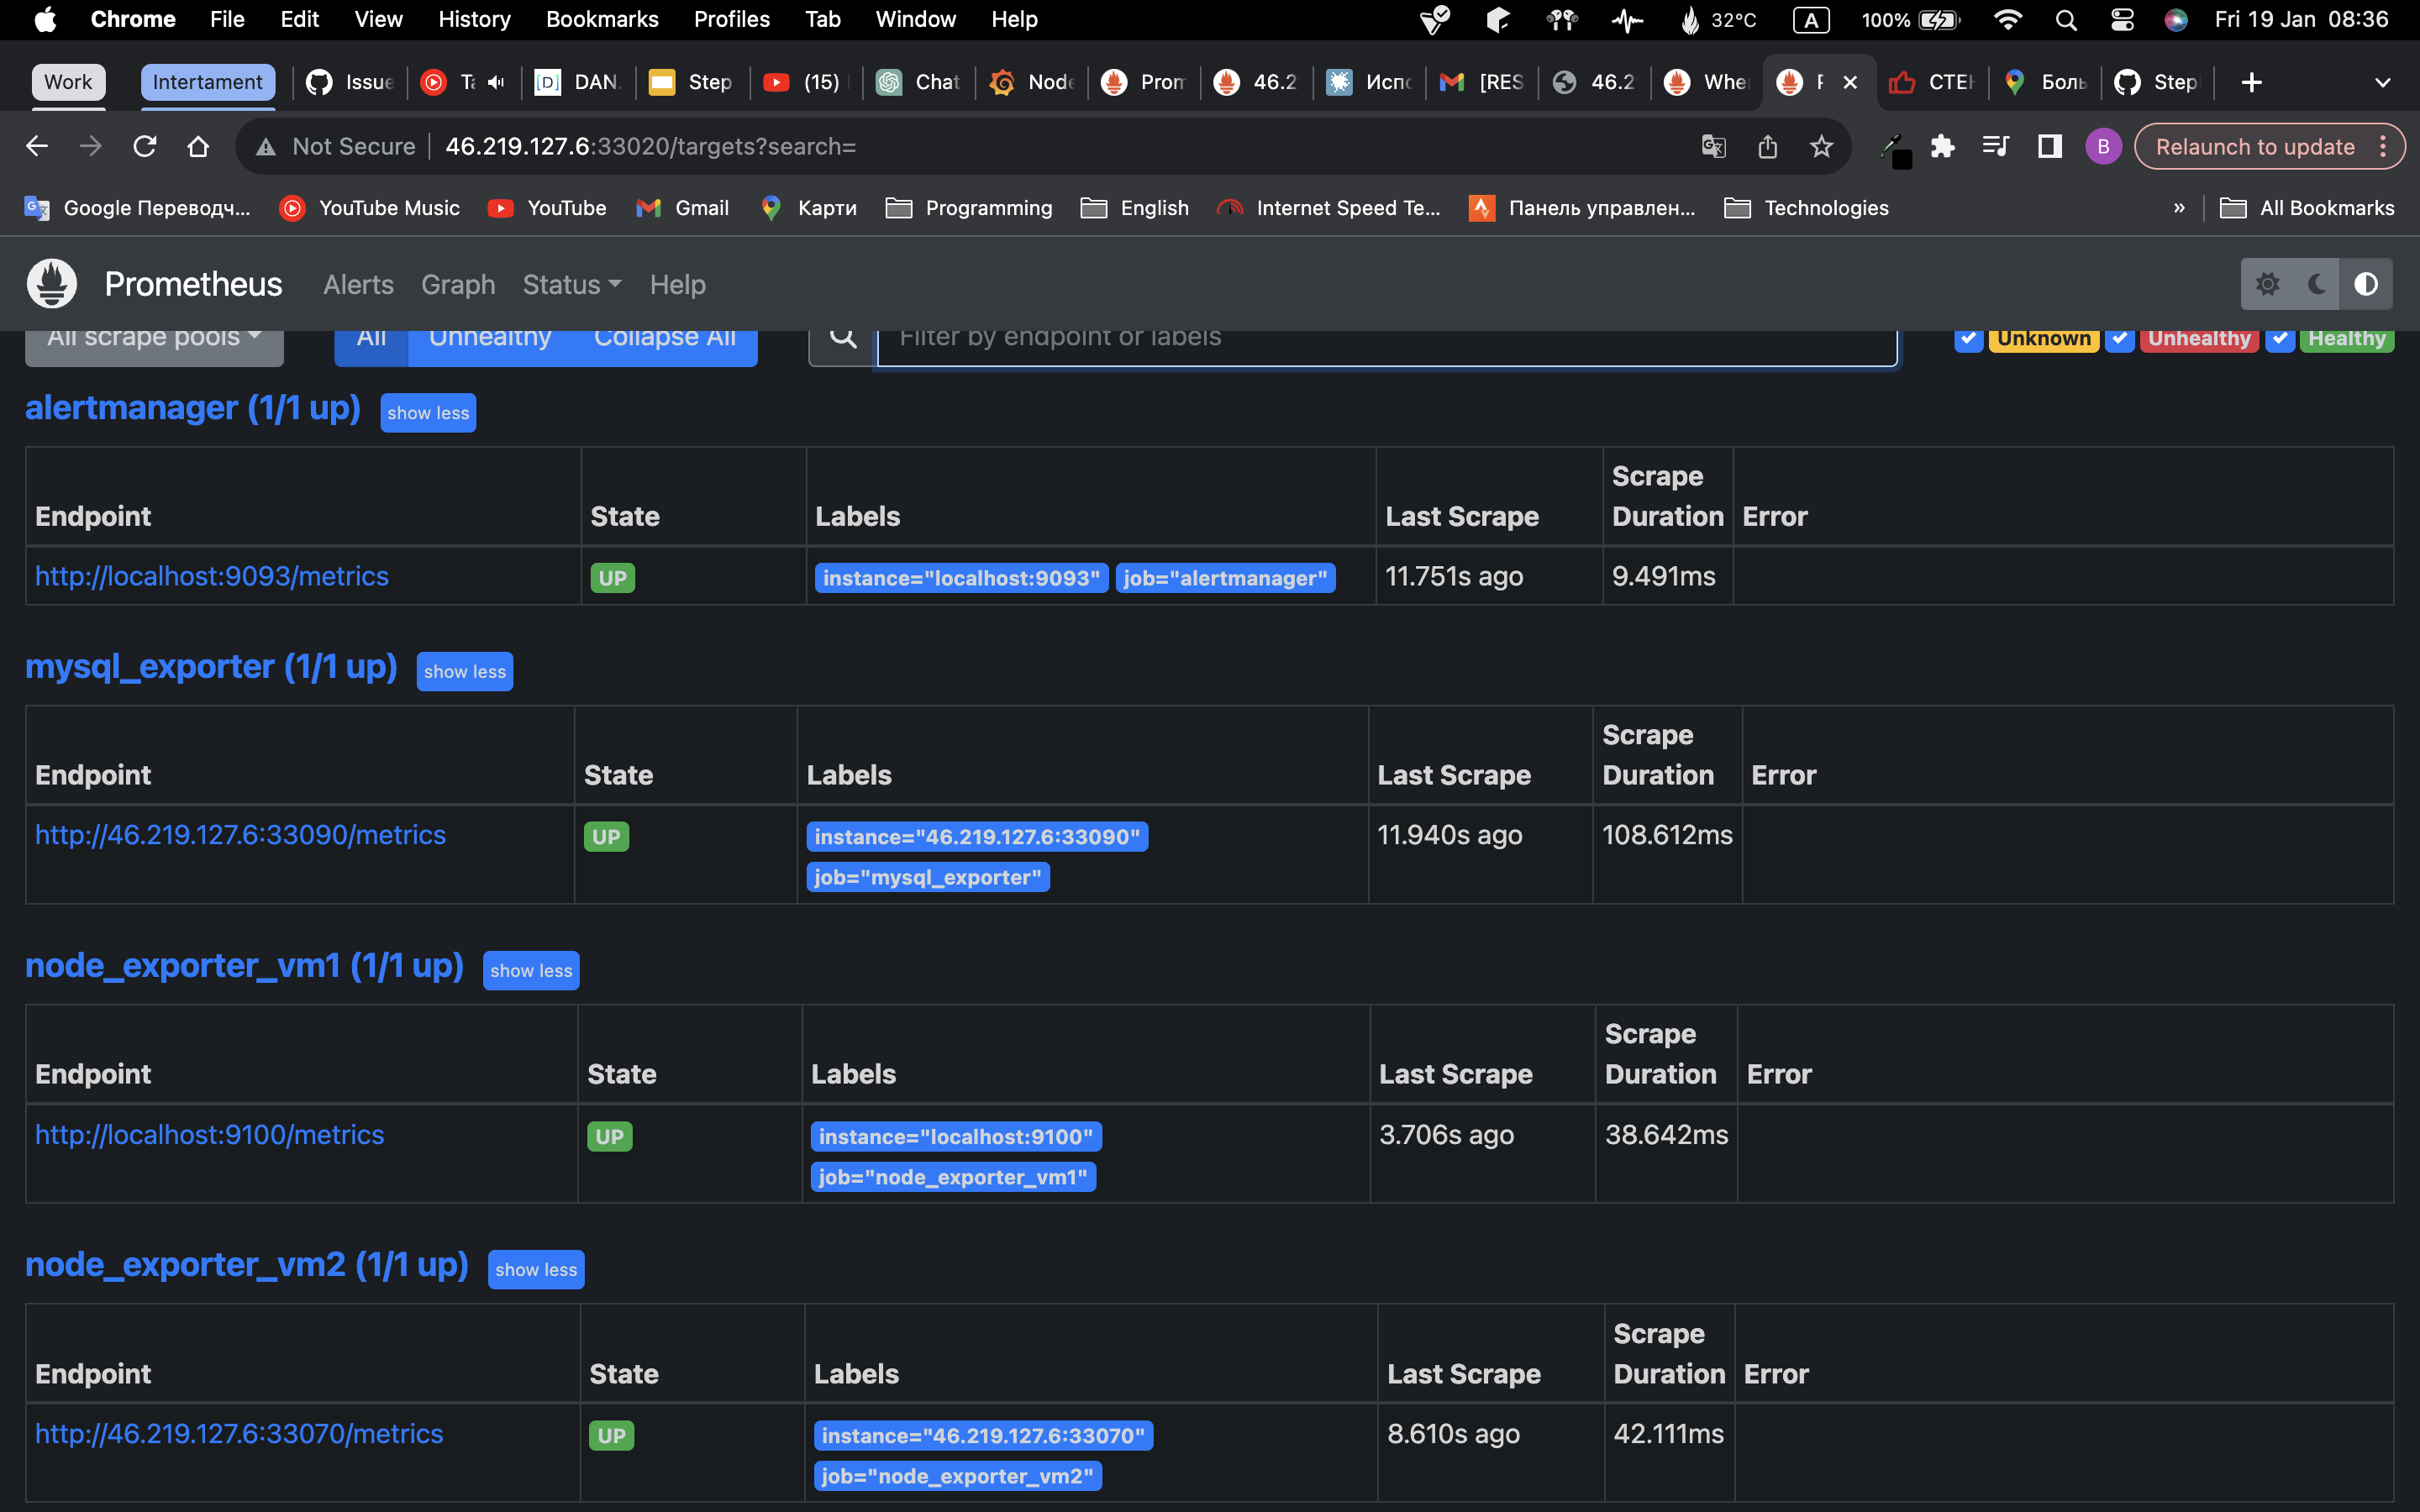 Chrome File Edit View History Bookmarks Profiles Tab Window Help 32°C A 100% Fri 19 Jan 08:36
Work Intertament Issue Ta [D] DAN. Step (15) Chat Node Prom 46.2 Испо [RES 46.2 Whe СТЕН Боль Step
Not Secure 46.219.127.6:33020/targets?search= B Relaunch to update
Google Переводч... YouTube Music YouTube Gmail Карти Programming English Internet Speed Te... Панель управлен... Technologies » All Bookmarks
Prometheus Alerts Graph Status Help
All scrape pools All Unhealthy Collapse All Filter by endpoint or labels Unknown Unhealthy Healthy
alertmanager (1/1 up) show less
Endpoint State Labels Last Scrape Scrape Duration Error
http://localhost:9093/metrics UP instance="localhost:9093" job="alertmanager" 11.751s ago 9.491ms
mysql_exporter (1/1 up) show less
Endpoint State Labels Last Scrape Scrape Duration Error
http://46.219.127.6:33090/metrics UP instance="46.219.127.6:33090" 11.940s ago 108.612ms
job="mysql_exporter"
node_exporter_vm1 (1/1 up) show less
Endpoint State Labels Last Scrape Scrape Duration Error
http://localhost:9100/metrics UP instance="localhost:9100" 3.706s ago 38.642ms
job="node_exporter_vm1"
node_exporter_vm2 (1/1 up) show less
Endpoint State Labels Last Scrape Scrape Duration Error
http://46.219.127.6:33070/metrics UP instance="46.219.127.6:33070" 8.610s ago 42.111ms
job="node_exporter_vm2"